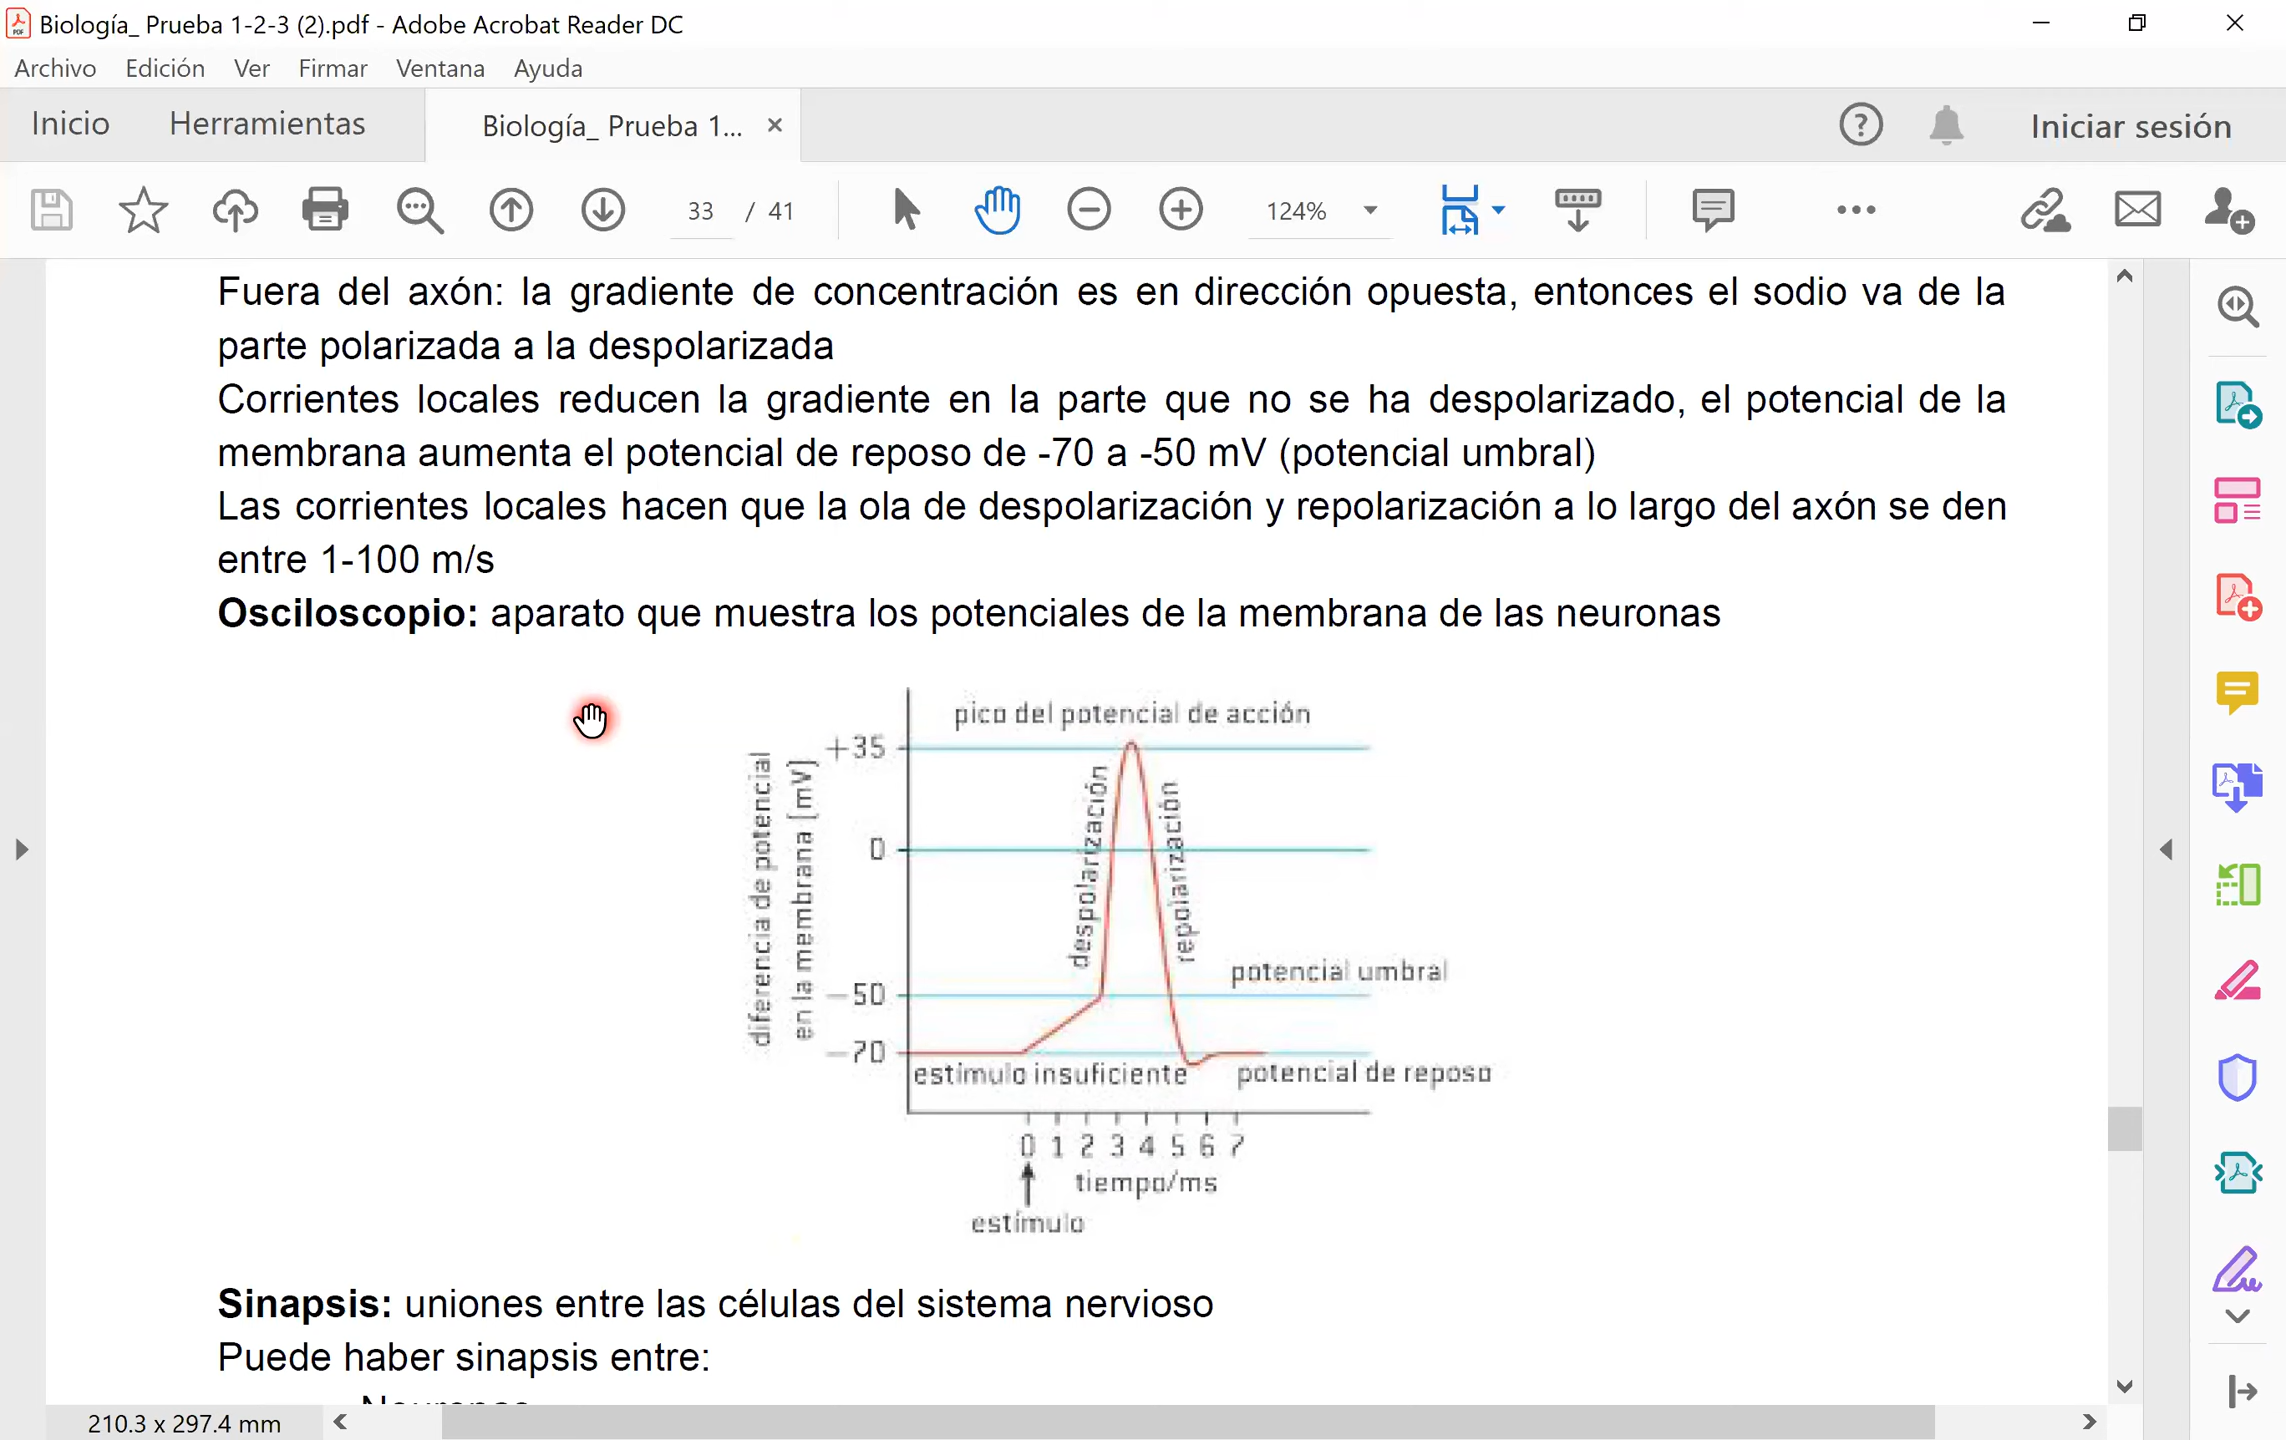 Biología_ Prueba 1-2-3 (2).pdf - Adobe Acrobat Reader DC
Archivo Edición Ver Firmar Ventana Ayuda
Inicio Herramientas Biología_ Prueba 1... × Iniciar sesión
33 / 41 124%
Fuera del axón: la gradiente de concentración es en dirección opuesta, entonces el sodio va de la
parte polarizada a la despolarizada
Corrientes locales reducen la gradiente en la parte que no se ha despolarizado, el potencial de la
membrana aumenta el potencial de reposo de -70 a -50 mV (potencial umbral)
Las corrientes locales hacen que la ola de despolarización y repolarización a lo largo del axón se den
entre 1-100 m/s
Osciloscopio: aparato que muestra los potenciales de la membrana de las neuronas
pico del potencial de acción
+35
0
−50
−70
diferencia de potencial
en la membrana [mV]
despolarización
repolarización
potencial umbral
estímulo insuficiente
potencial de reposo
0 1 2 3 4 5 6 7
tiempo/ms
estímulo
Sinapsis: uniones entre las células del sistema nervioso
Puede haber sinapsis entre:
Neuronas
210.3 x 297.4 mm